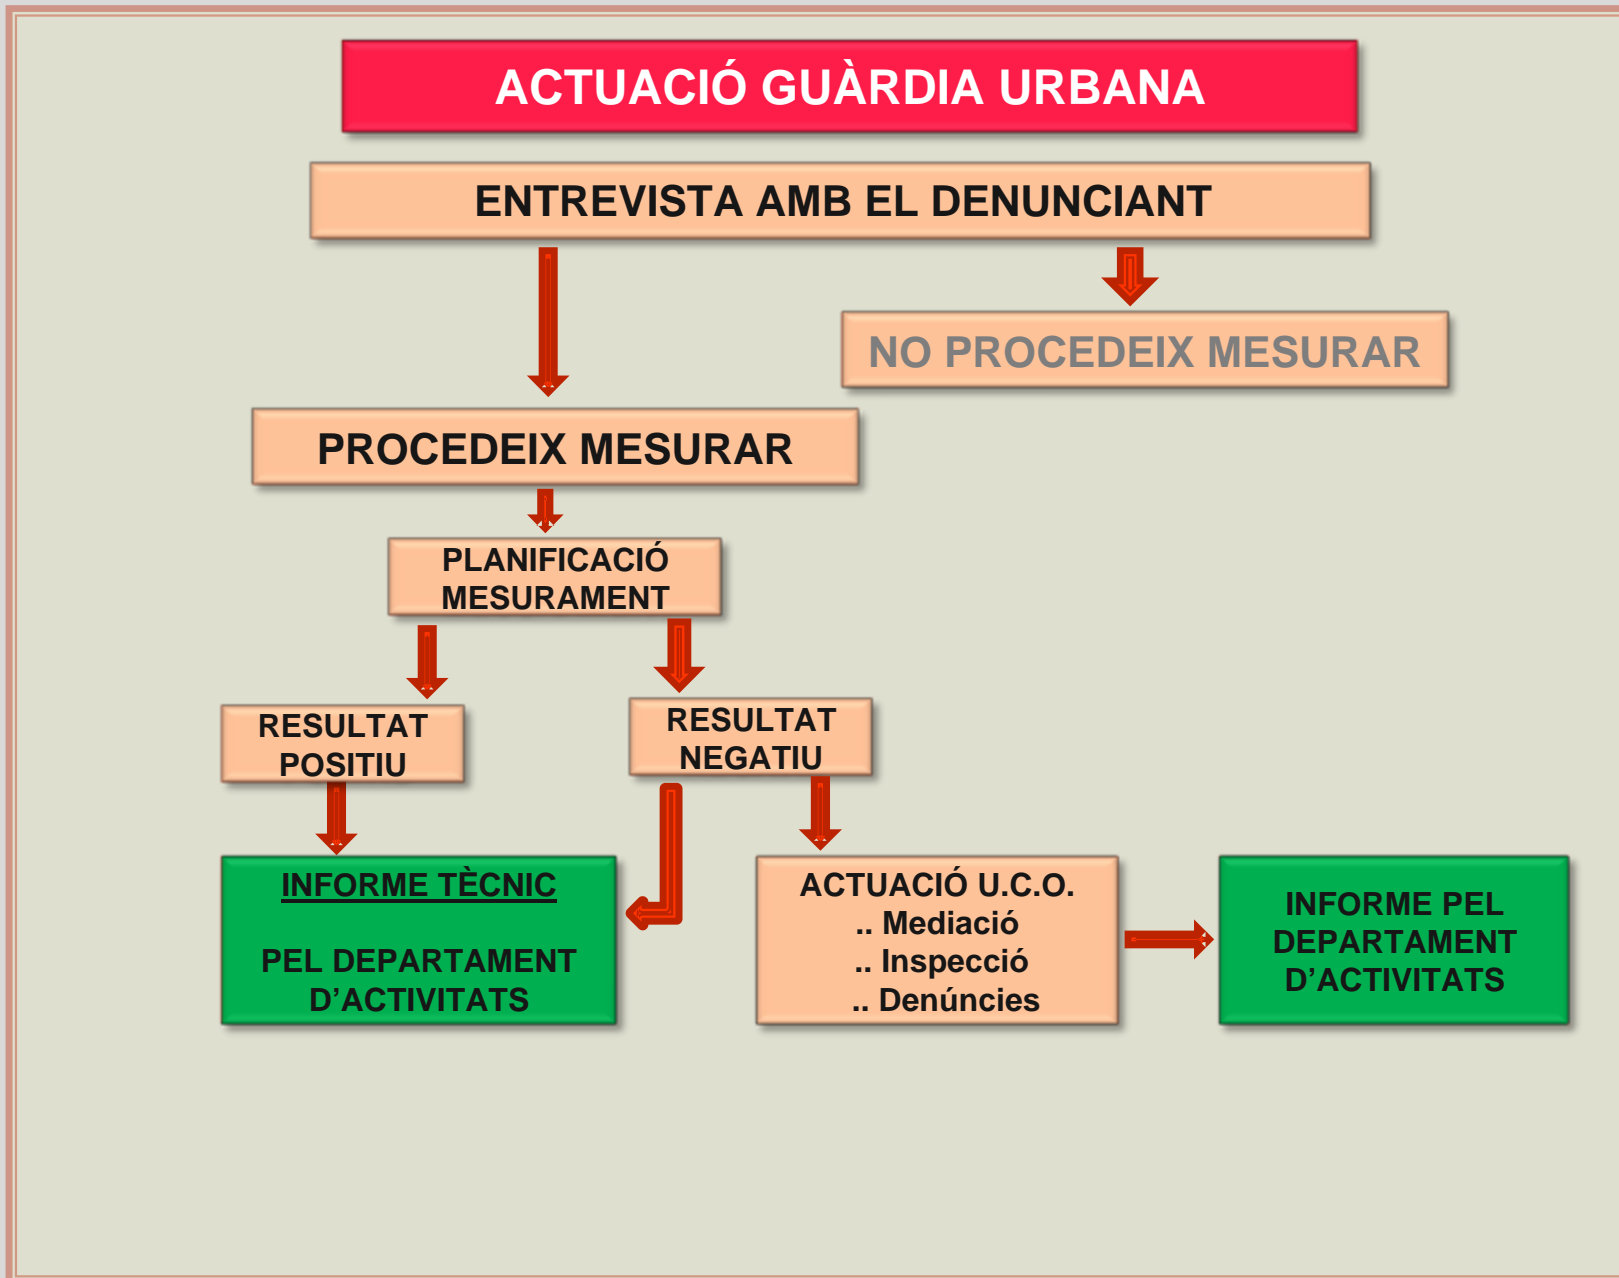 ACTUACIÓ GUÀRDIA URBANA
ENTREVISTA AMB EL DENUNCIANT
NO PROCEDEIX MESURAR
PROCEDEIX MESURAR
PLANIFICACIÓ
MESURAMENT
RESULTAT
POSITIU
RESULTAT
NEGATIU
INFORME TÈCNIC
PEL DEPARTAMENT
D’ACTIVITATS
ACTUACIÓ U.C.O.
.. Mediació
.. Inspecció
.. Denúncies
INFORME PEL
DEPARTAMENT
D’ACTIVITATS